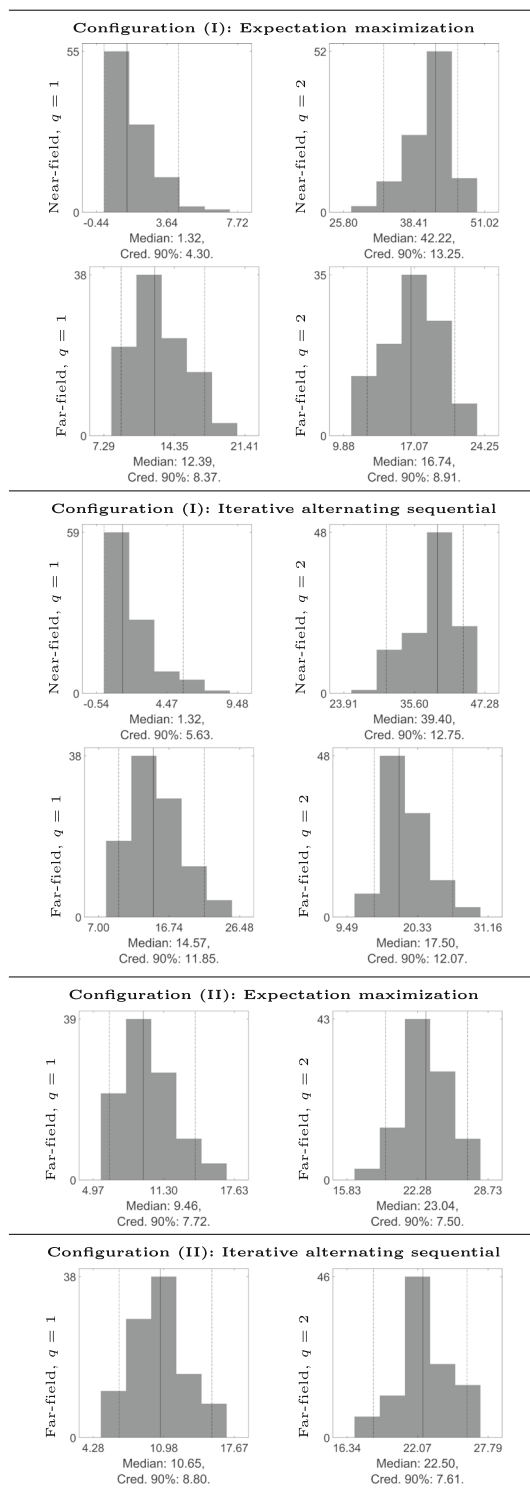 Configuration (I): Expectation maximization
Near-field, q = 1
55
0
-0.44 3.64 7.72
Median: 1.32,
Cred. 90%: 4.30.
Near-field, q = 2
52
0
25.80 38.41 51.02
Median: 42.22,
Cred. 90%: 13.25.
Far-field, q = 1
38
0
7.29 14.35 21.41
Median: 12.39,
Cred. 90%: 8.37.
Far-field, q = 2
35
0
9.88 17.07 24.25
Median: 16.74,
Cred. 90%: 8.91.
Configuration (I): Iterative alternating sequential
Near-field, q = 1
59
0
-0.54 4.47 9.48
Median: 1.32,
Cred. 90%: 5.63.
Near-field, q = 2
48
0
23.91 35.60 47.28
Median: 39.40,
Cred. 90%: 12.75.
Far-field, q = 1
38
0
7.00 16.74 26.48
Median: 14.57,
Cred. 90%: 11.85.
Far-field, q = 2
48
0
9.49 20.33 31.16
Median: 17.50,
Cred. 90%: 12.07.
Configuration (II): Expectation maximization
Far-field, q = 1
39
0
4.97 11.30 17.63
Median: 9.46,
Cred. 90%: 7.72.
Far-field, q = 2
43
0
15.83 22.28 28.73
Median: 23.04,
Cred. 90%: 7.50.
Configuration (II): Iterative alternating sequential
Far-field, q = 1
38
0
4.28 10.98 17.67
Median: 10.65,
Cred. 90%: 8.80.
Far-field, q = 2
46
0
16.34 22.07 27.79
Median: 22.50,
Cred. 90%: 7.61.